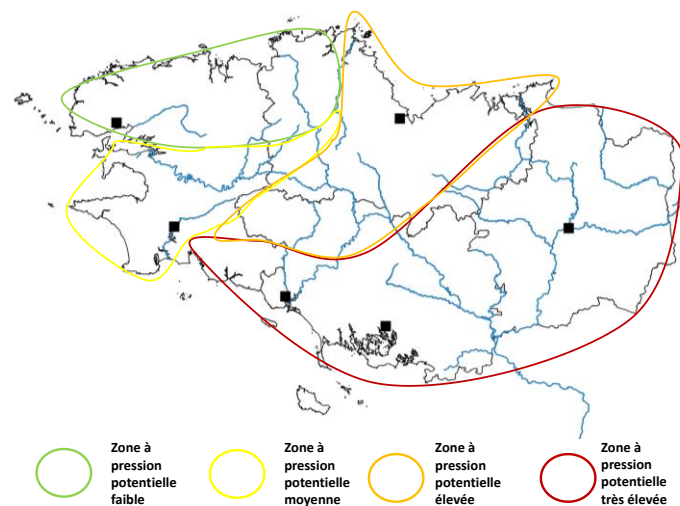 Zone à
pression
potentielle
faible
Zone à
pression
potentielle
moyenne
Zone à
pression
potentielle
élevée
Zone à
pression
potentielle
très élevée